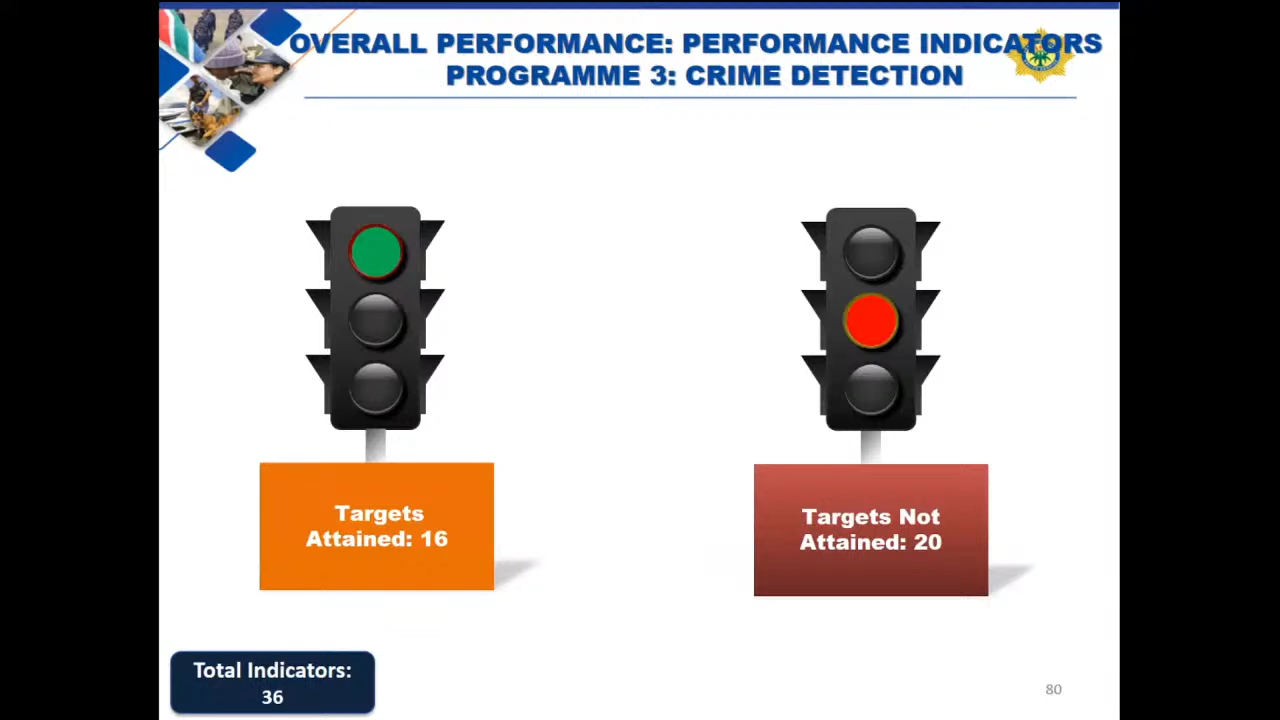 OVERALL PERFORMANCE: PERFORMANCE INDICATORS
PROGRAMME 3: CRIME DETECTION
Targets
Attained: 16
Targets Not
Attained: 20
Total Indicators:
36
80